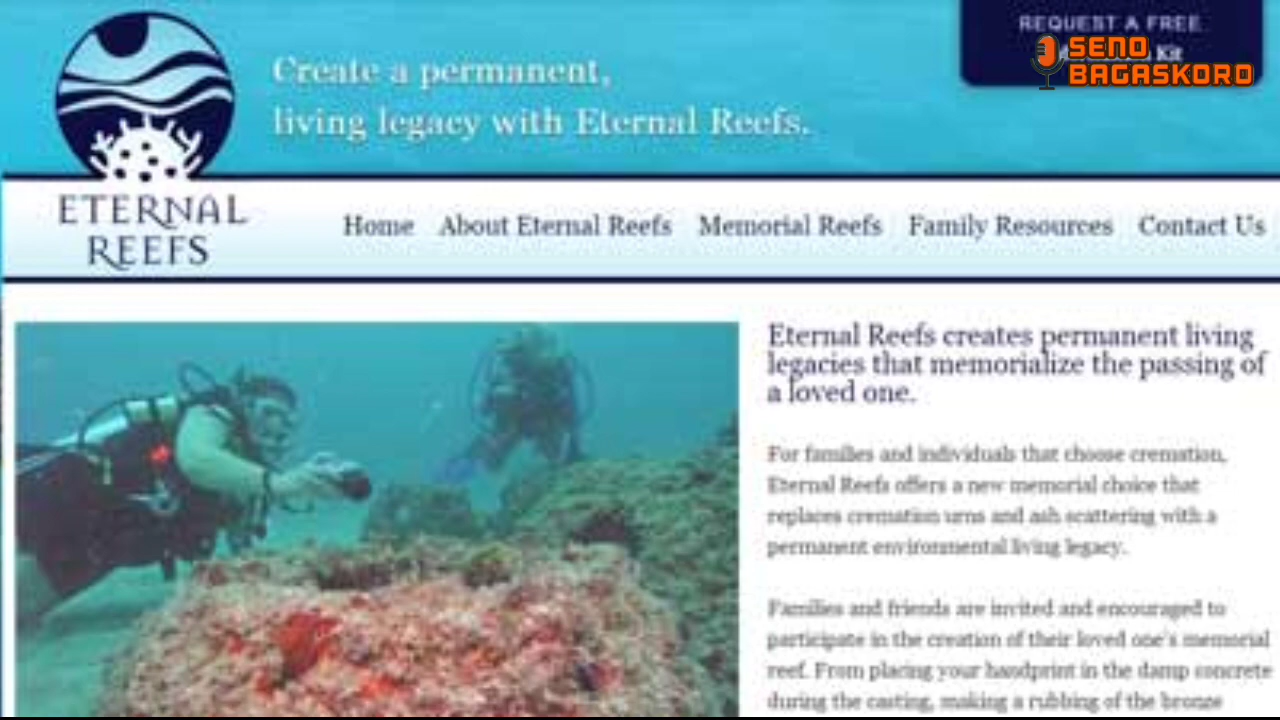 REQUEST A FREE
Kit
SENO
BAGASKORO
Create a permanent,
living legacy with Eternal Reefs.
ETERNAL
REEFS
Home About Eternal Reefs Memorial Reefs Family Resources Contact Us
Eternal Reefs creates permanent living
legacies that memorialize the passing of
a loved one.
For families and individuals that choose cremation,
Eternal Reefs offers a new memorial choice that
replaces cremation urns and ash scattering with a
permanent environmental living legacy.
Families and friends are invited and encouraged to
participate in the creation of their loved one's memorial
reef. From placing your handprint in the damp concrete
during the casting, making a rubbing of the bronze